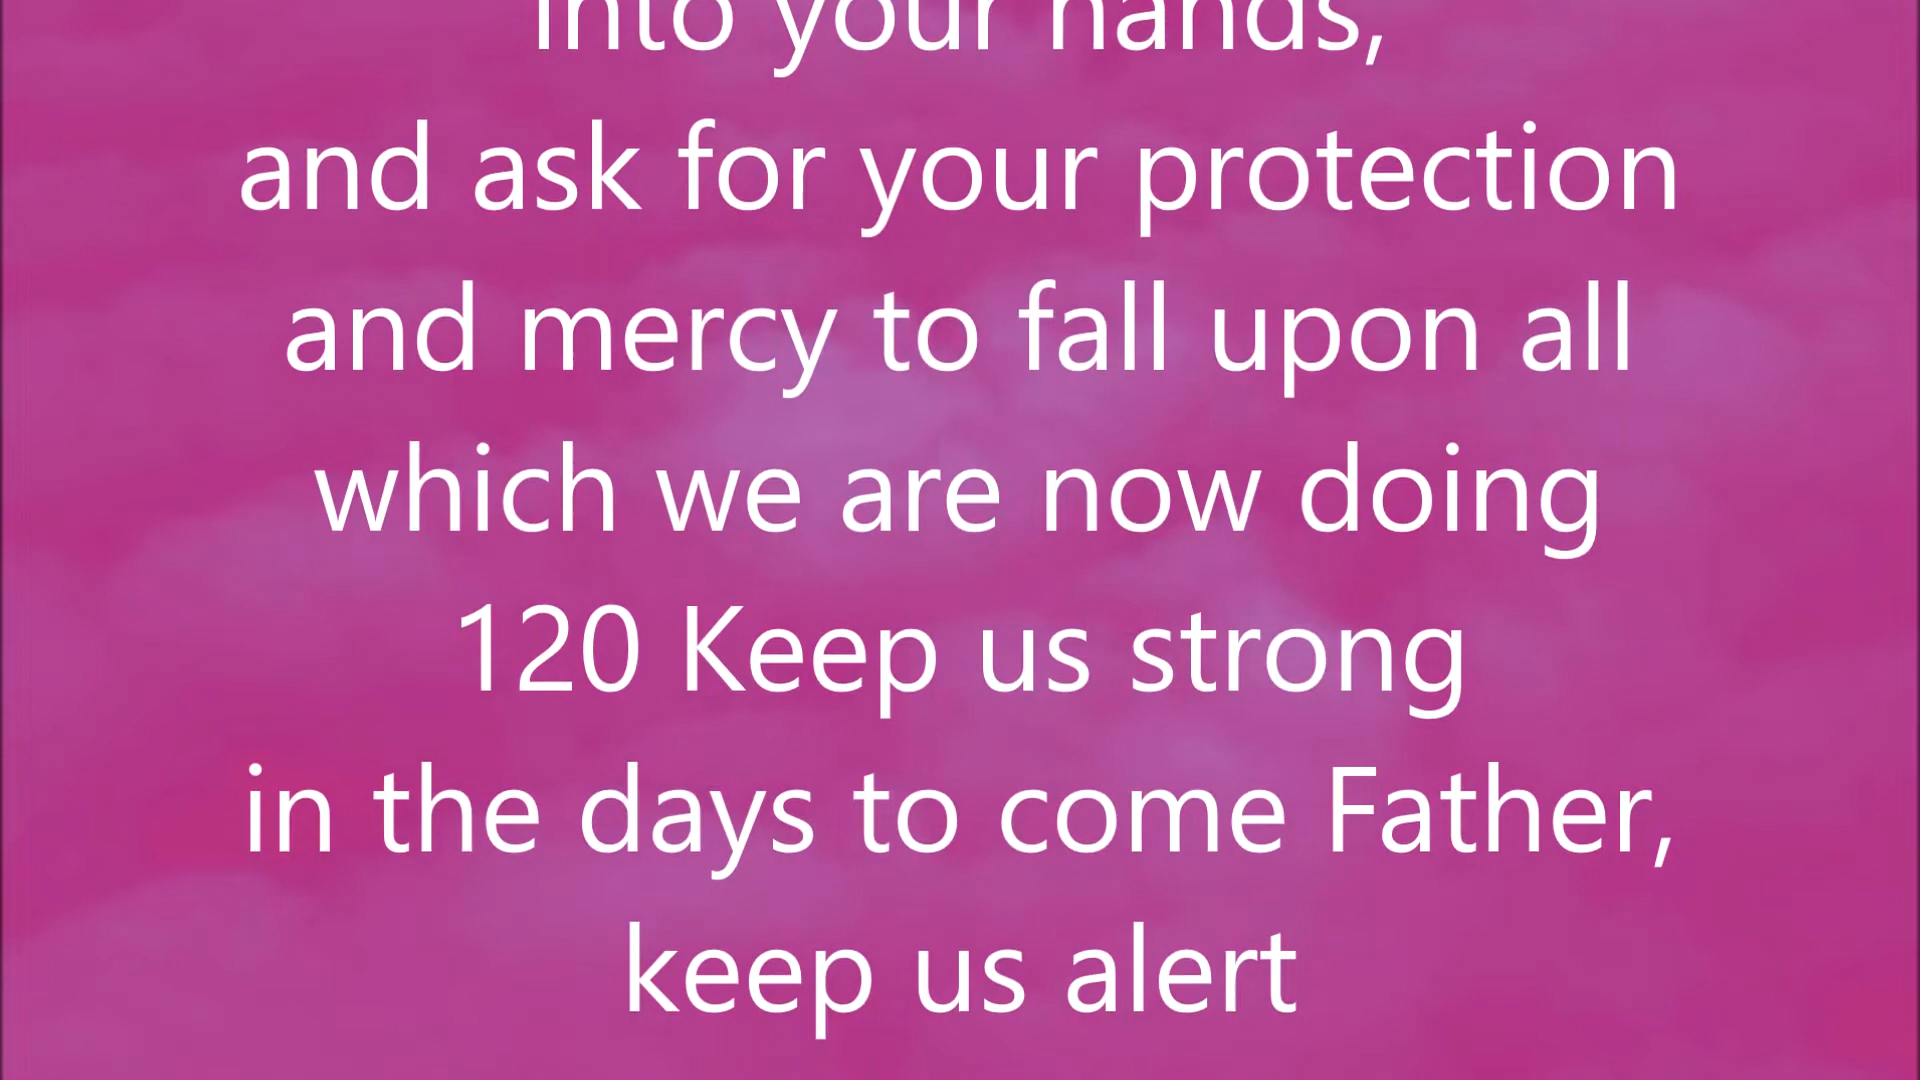 into your hands,
and ask for your protection
and mercy to fall upon all
which we are now doing
120 Keep us strong
in the days to come Father,
keep us alert